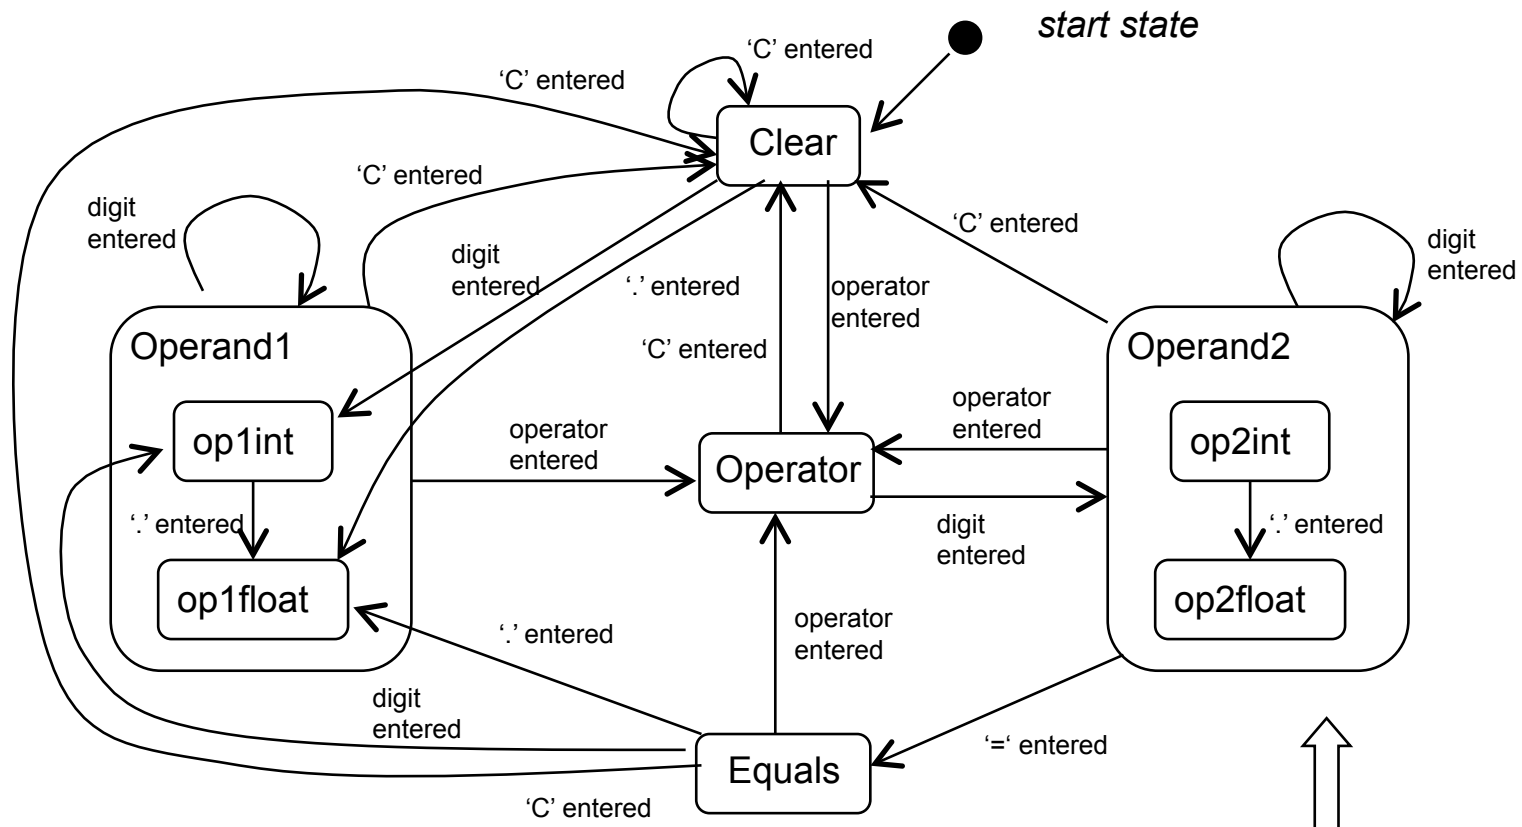 start state
‘C’ entered
‘C’ entered
Clear
‘C’ entered
digit
entered
‘C’ entered
digit
entered
digit
entered
‘.’ entered
operator
entered
Operand1
‘C’ entered
Operand2
operator
entered
op1int
operator
entered
op2int
Operator
‘.’ entered
digit
entered
‘.’ entered
op1float
op2float
‘.’ entered
operator
entered
digit
entered
Equals
‘=‘ entered
‘C’ entered